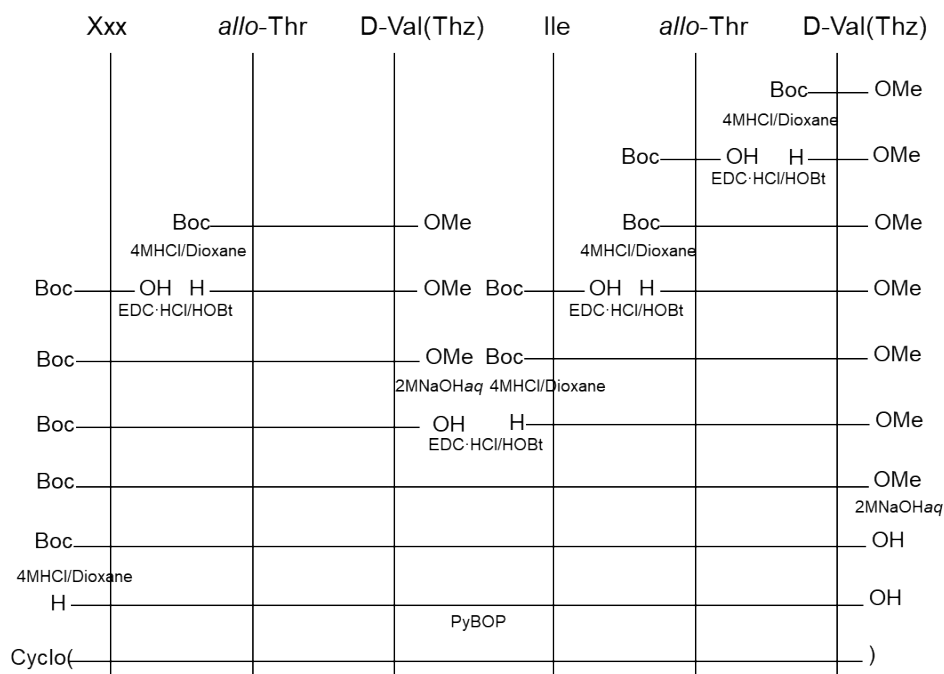 Xxx allo-Thr D-Val(Thz) Ile allo-Thr D-Val(Thz)
Boc OMe
4MHCl/Dioxane
Boc OH H OMe
EDC·HCl/HOBt
Boc OMe Boc OMe
4MHCl/Dioxane 4MHCl/Dioxane
Boc OH H OMe Boc OH H OMe
EDC·HCl/HOBt EDC·HCl/HOBt
Boc OMe Boc OMe
2MNaOHaq 4MHCl/Dioxane
Boc OH H OMe
EDC·HCl/HOBt
Boc OMe
2MNaOHaq
Boc OH
4MHCl/Dioxane
H OH
PyBOP
Cyclo( )